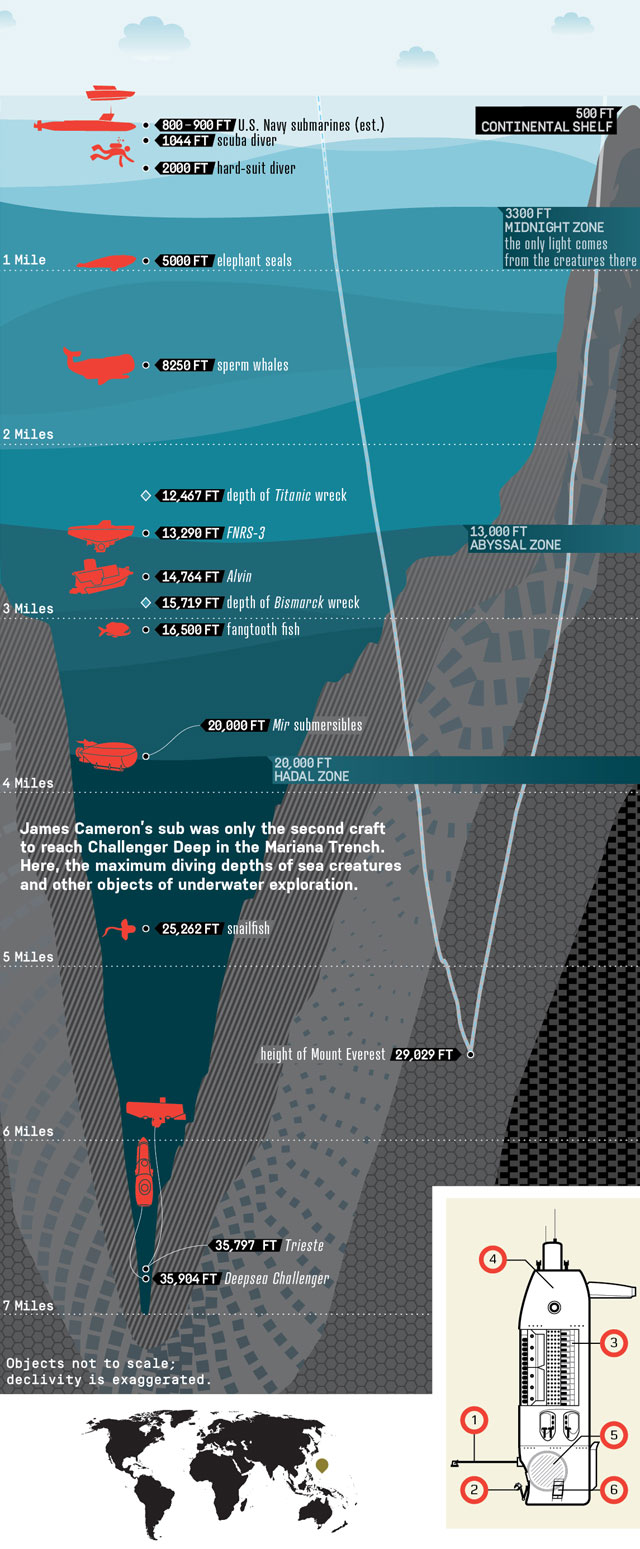 800-900 FT U.S. Navy submarines (est.)
500 FT
CONTINENTAL SHELF
1044 FT scuba diver
2000 FT hard-suit diver
3300 FT
MIDNIGHT ZONE
the only light comes
from the creatures there
1 Mile
5000 FT elephant seals
8250 FT sperm whales
2 Miles
12,467 FT depth of Titanic wreck
13,290 FT FNRS-3
13,000 FT
ABYSSAL ZONE
14,764 FT Alvin
15,719 FT depth of Bismarck wreck
3 Miles
16,500 FT fangtooth fish
20,000 FT Mir submersibles
20,000 FT
HADAL ZONE
4 Miles
James Cameron's sub was only the second craft
to reach Challenger Deep in the Mariana Trench.
Here, the maximum diving depths of sea creatures
and other objects of underwater exploration.
25,262 FT snailfish
5 Miles
height of Mount Everest 29,029 FT
6 Miles
35,797 FT Trieste
35,904 FT Deepsea Challenger
7 Miles
Objects not to scale;
declivity is exaggerated.
4
3
1
5
2
6